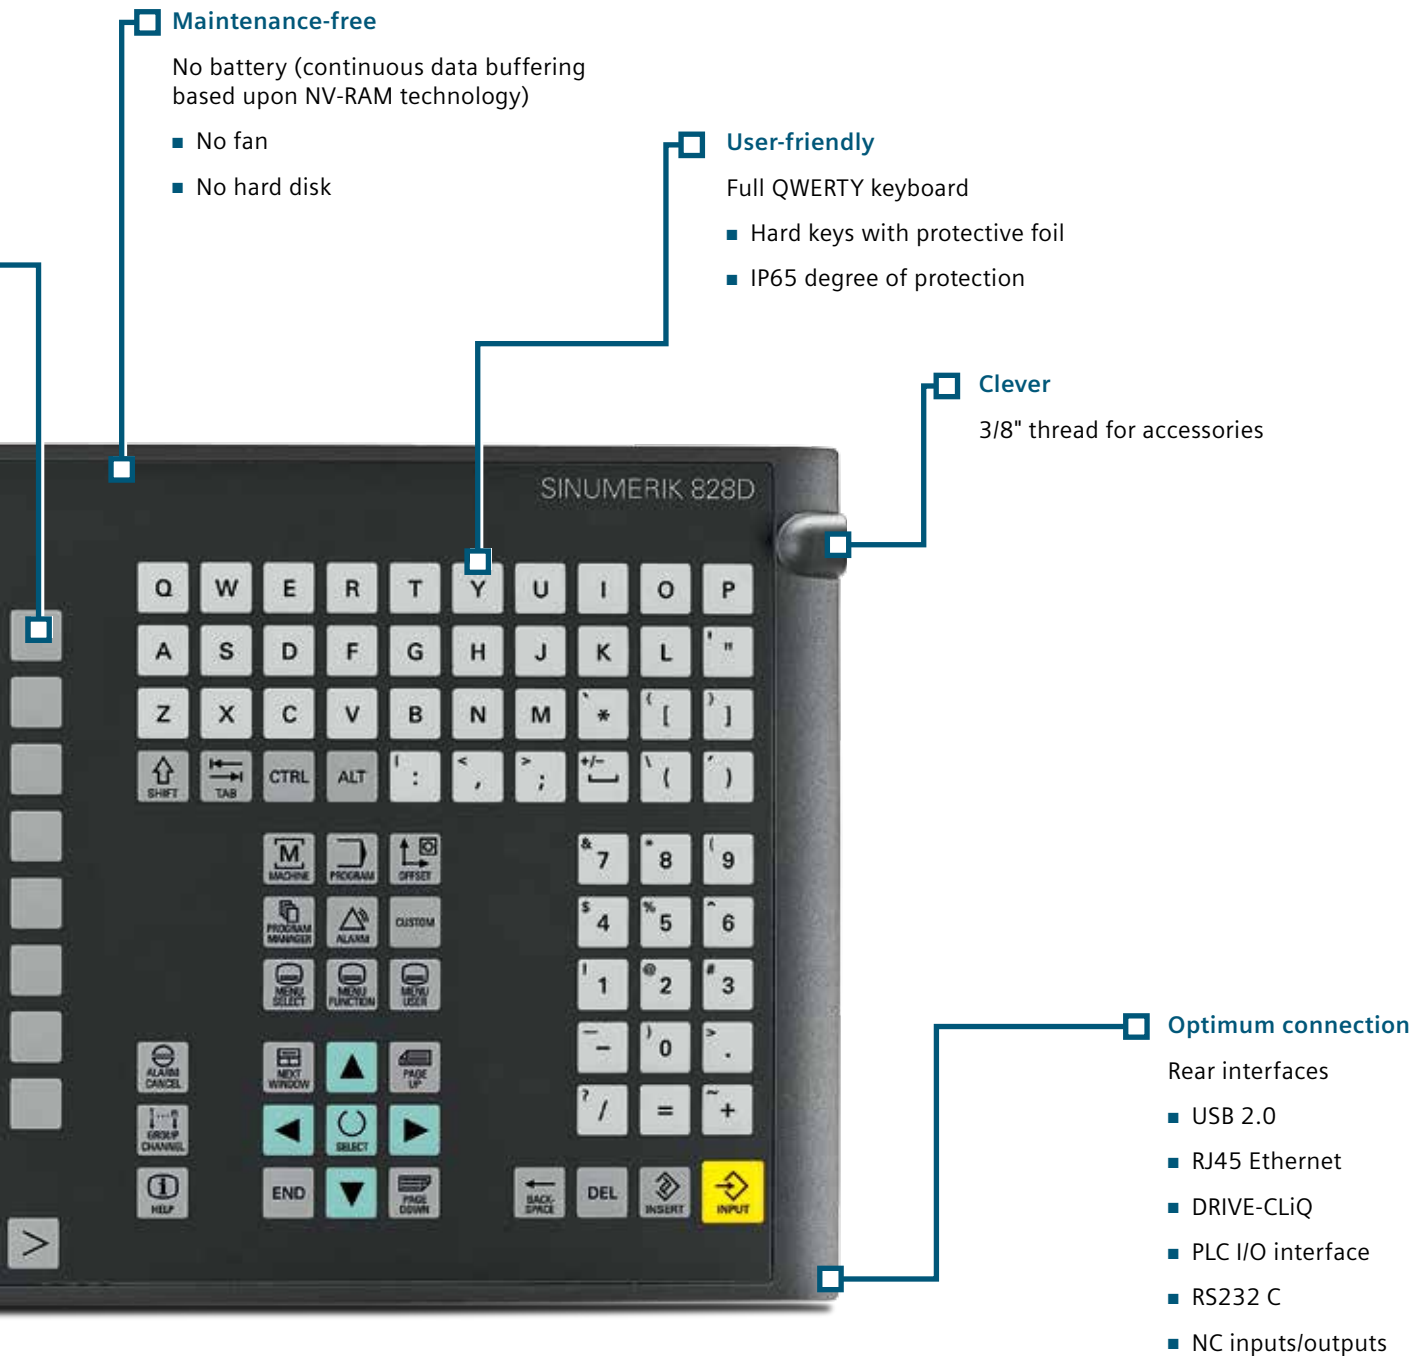 Maintenance-free
No battery (continuous data buffering
based upon NV-RAM technology)
■ No fan
■ No hard disk
User-friendly
Full QWERTY keyboard
■ Hard keys with protective foil
■ IP65 degree of protection
Clever
3/8" thread for accessories
SINUMERIK 828D
Q W E R T Y U I O P
A S D F G H J K L ' "
Z X C V B N M ` * { [ } ]
SHIFT TAB CTRL ALT | : < , > ; +/- \ ( ´ )
MACHINE PROGRAM OFFSET & 7 * 8 ( 9
PROGRAM MANAGER ALARM CUSTOM $ 4 % 5 ^ 6
MENU SELECT MENU FUNCTION MENU USER ! 1 @ 2 # 3
_ - ) 0 > .
ALARM CANCEL NEXT WINDOW PAGE UP
? / = ~ +
1...n GROUP CHANNEL SELECT
HELP END PAGE DOWN BACK-SPACE DEL INSERT INPUT
>
Optimum connection
Rear interfaces
■ USB 2.0
■ RJ45 Ethernet
■ DRIVE-CLiQ
■ PLC I/O interface
■ RS232 C
■ NC inputs/outputs